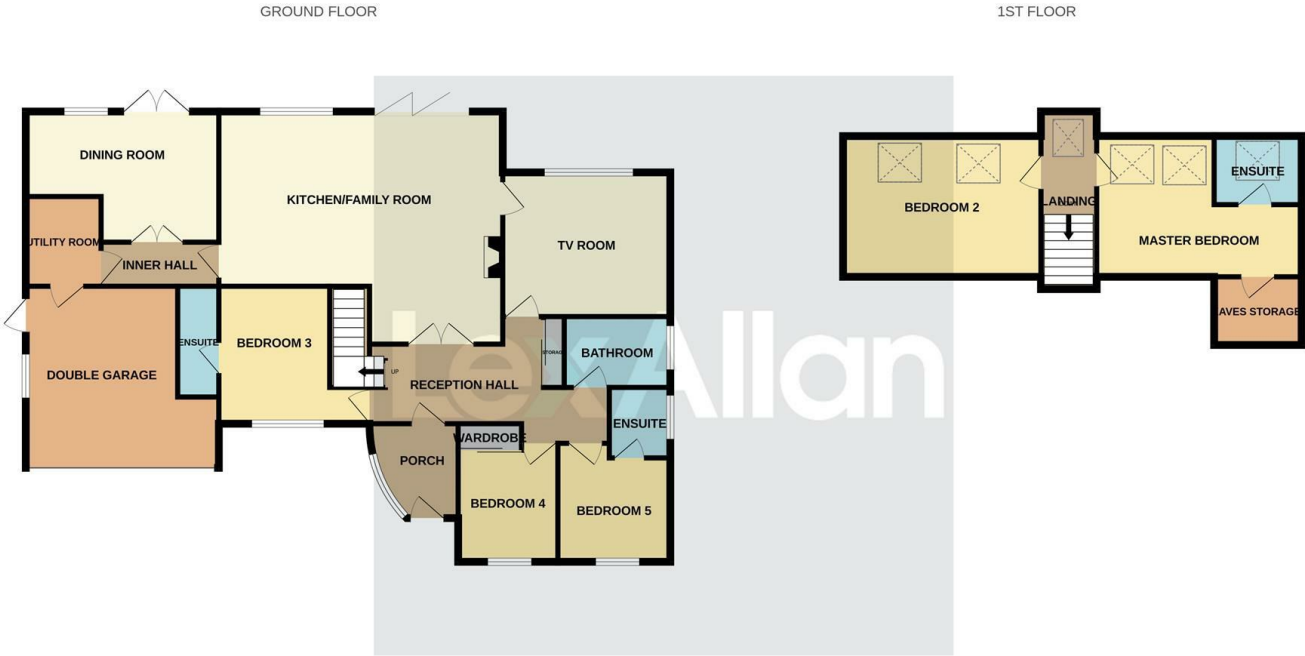 GROUND FLOOR
1ST FLOOR
DINING ROOM
KITCHEN/FAMILY ROOM
UTILITY ROOM
INNER HALL
TV ROOM
ENSUITE
BEDROOM 3
DOUBLE GARAGE
UP
RECEPTION HALL
STORAGE
BATHROOM
ENSUITE
WARDROBE
PORCH
BEDROOM 4
BEDROOM 5
BEDROOM 2
LANDING
ENSUITE
MASTER BEDROOM
EAVES STORAGE
LexAllan